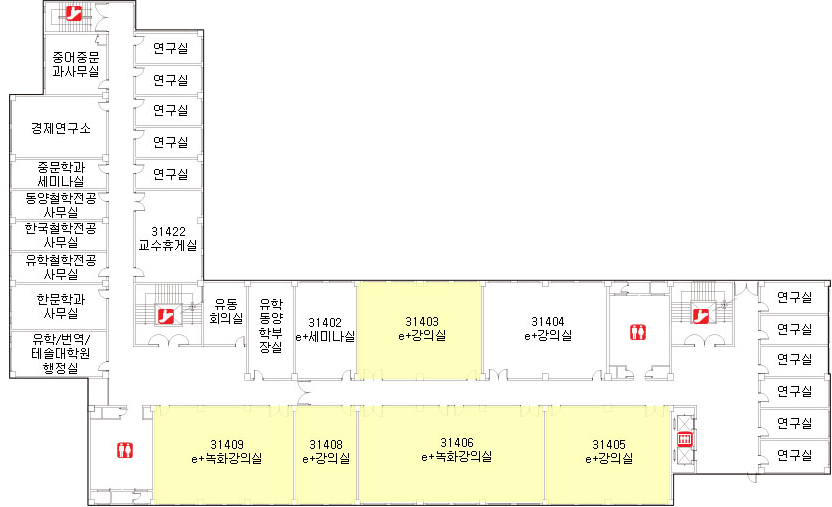 중어중문
과사무실
연구실
연구실
연구실
연구실
연구실
경제연구소
중문학과
세미나실
동양철학전공
사무실
한국철학전공
사무실
유학철학전공
사무실
한문학과
사무실
유학/번역/
테솔대학원
행정실
31422
교수휴게실
유동
회의실
유학
동양
학부
장실
31402
e+세미나실
31403
e+강의실
31404
e+강의실
연구실
연구실
연구실
연구실
연구실
연구실
31409
e+녹화강의실
31408
e+강의실
31406
e+녹화강의실
31405
e+강의실